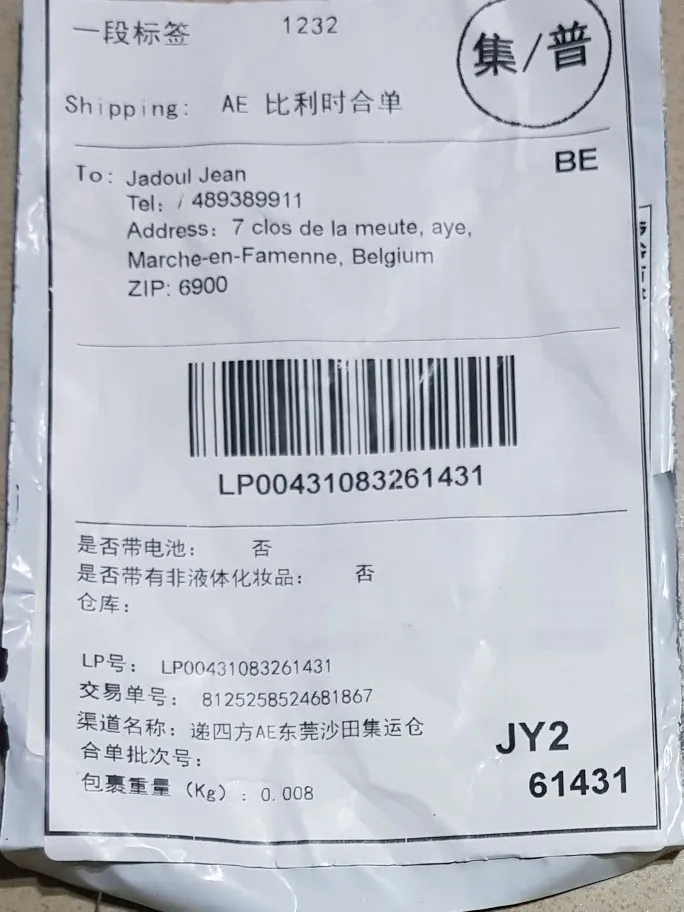 一段标签 1232
集/普
Shipping: AE 比利时合单
BE
To: Jadoul Jean
Tel: / 489389911
Address: 7 clos de la meute, aye,
Marche-en-Famenne, Belgium
ZIP: 6900
LP00431083261431
是否带电池: 否
是否带有非液体化妆品: 否
仓库:
LP号: LP00431083261431
交易单号: 8125258524681867
渠道名称: 递四方AE东莞沙田集运仓
合单批次号:
包裹重量 (Kg) : 0.008
JY2
61431